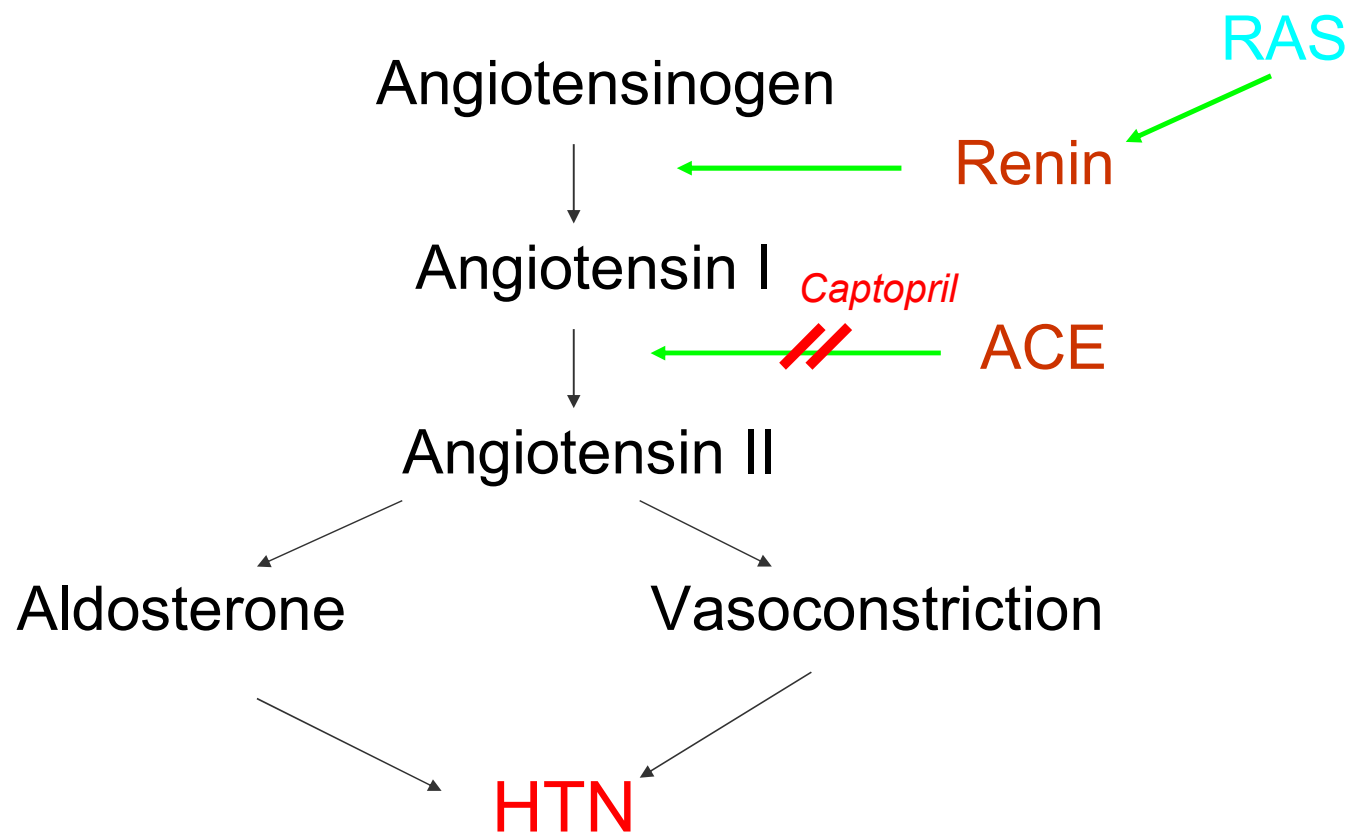 RAS
Angiotensinogen
Renin
Angiotensin I
Captopril
ACE
Angiotensin II
Aldosterone
Vasoconstriction
HTN